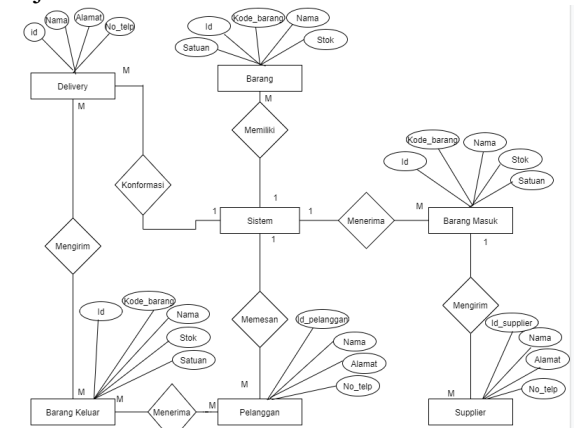 Nama
Alamat
id
No_telp
Delivery
M
M
Kode_barang
Nama
Id
Stok
Satuan
Barang
M
Memiliki
1
Konformasi
1
Sistem
1
1
Menerima
M
Barang Masuk
1
Kode_barang
Nama
Id
Stok
Satuan
Mengirim
Mengirim
Id
Kode_barang
Nama
Stok
Satuan
M
Barang Keluar
M
Menerima
M
Memesan
M
Pelanggan
Id_pelanggan
Nama
Alamat
No_telp
Id_supplier
Nama
Alamat
No_telp
M
Supplier